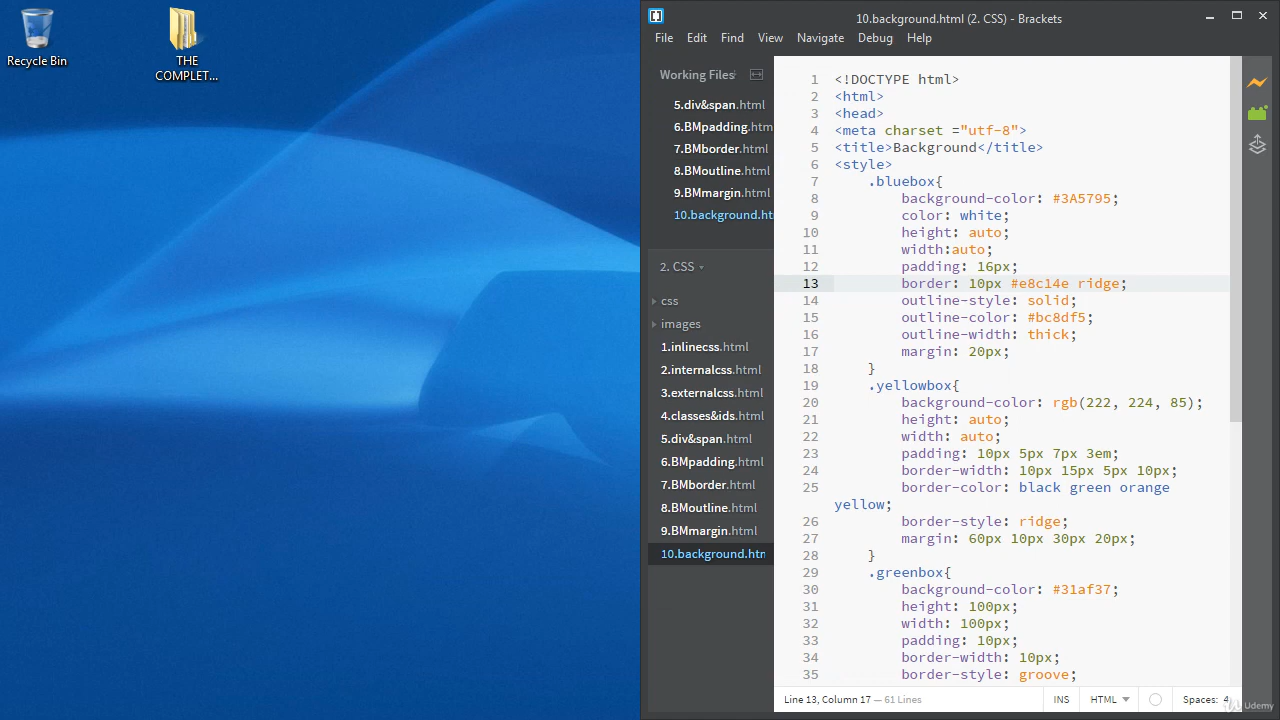 Recycle Bin
THE
COMPLET...
10.background.html (2. CSS) - Brackets
File Edit Find View Navigate Debug Help
Working Files
5.div&span.html
6.BMpadding.htm
7.BMborder.html
8.BMoutline.html
9.BMmargin.html
10.background.ht
2. CSS
css
images
1.inlinecss.html
2.internalcss.html
3.externalcss.html
4.classes&ids.html
5.div&span.html
6.BMpadding.html
7.BMborder.html
8.BMoutline.html
9.BMmargin.html
10.background.htn
1 <!DOCTYPE html>
2 <html>
3 <head>
4 <meta charset ="utf-8">
5 <title>Background</title>
6 <style>
7 .bluebox{
8 background-color: #3A5795;
9 color: white;
10 height: auto;
11 width:auto;
12 padding: 16px;
13 border: 10px #e8c14e ridge;
14 outline-style: solid;
15 outline-color: #bc8df5;
16 outline-width: thick;
17 margin: 20px;
18 }
19 .yellowbox{
20 background-color: rgb(222, 224, 85);
21 height: auto;
22 width: auto;
23 padding: 10px 5px 7px 3em;
24 border-width: 10px 15px 5px 10px;
25 border-color: black green orange
yellow;
26 border-style: ridge;
27 margin: 60px 10px 30px 20px;
28 }
29 .greenbox{
30 background-color: #31af37;
31 height: 100px;
32 width: 100px;
33 padding: 10px;
34 border-width: 10px;
35 border-style: groove;
Line 13, Column 17 — 61 Lines
INS
HTML
Spaces: 4
Udemy